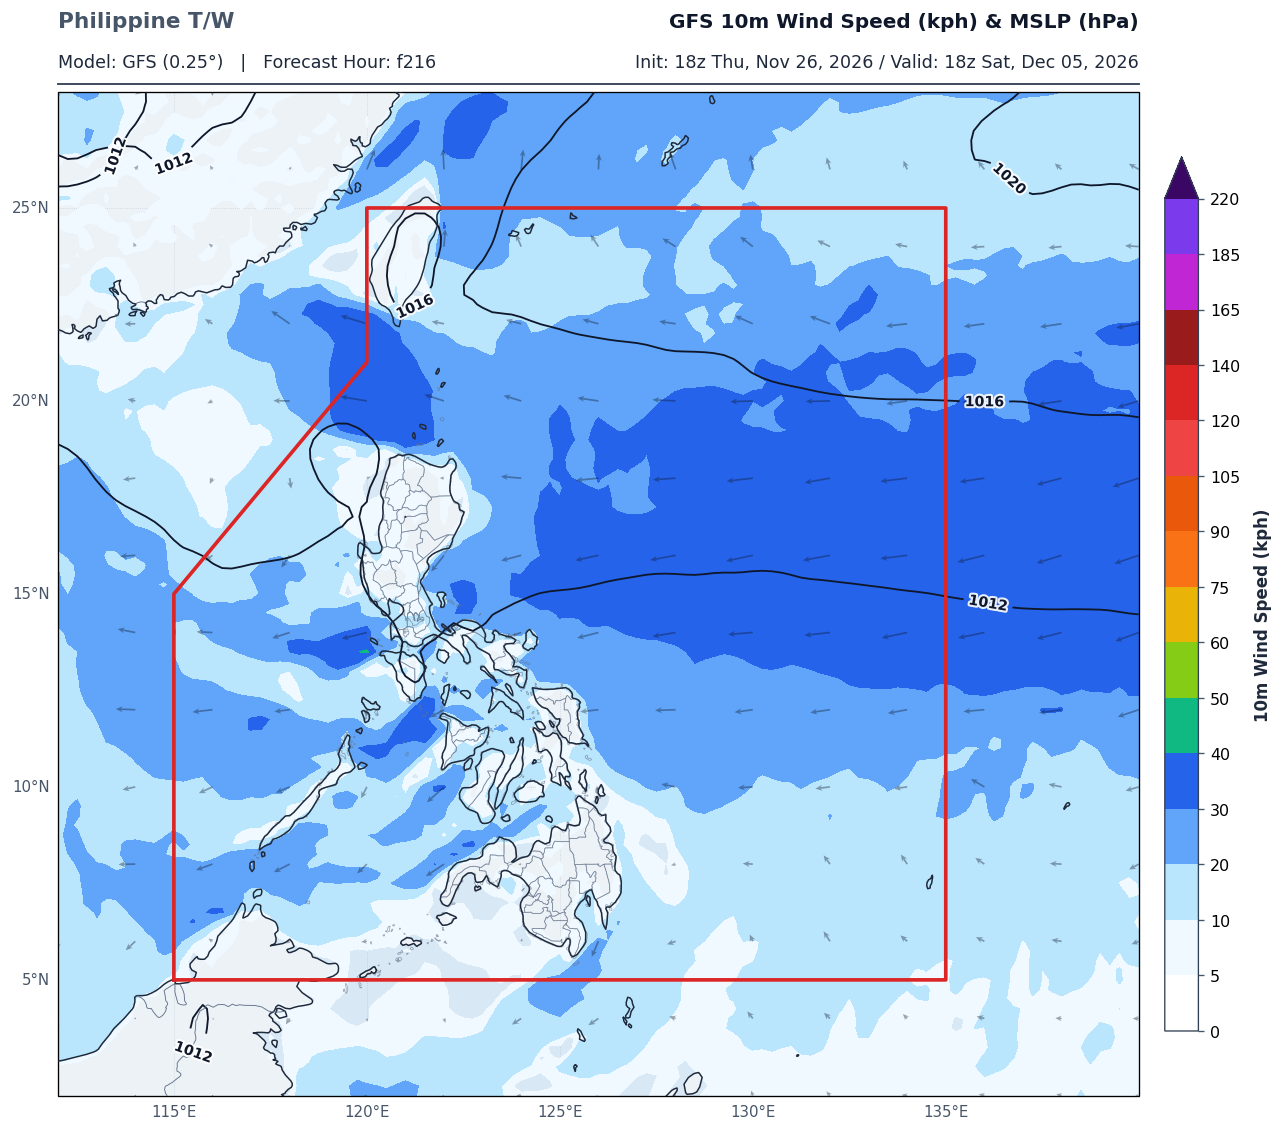 Philippine T/W
GFS 10m Wind Speed (kph) & MSLP (hPa)
Model: GFS (0.25°) | Forecast Hour: f216
Init: 18z Thu, Nov 26, 2026 / Valid: 18z Sat, Dec 05, 2026
1012
1012
1020
25°N
1016
20°N
1016
15°N
1012
10°N
5°N
1012
115°E
120°E
125°E
130°E
135°E
220
185
165
140
120
105
90
75
60
50
40
30
20
10
5
0
10m Wind Speed (kph)